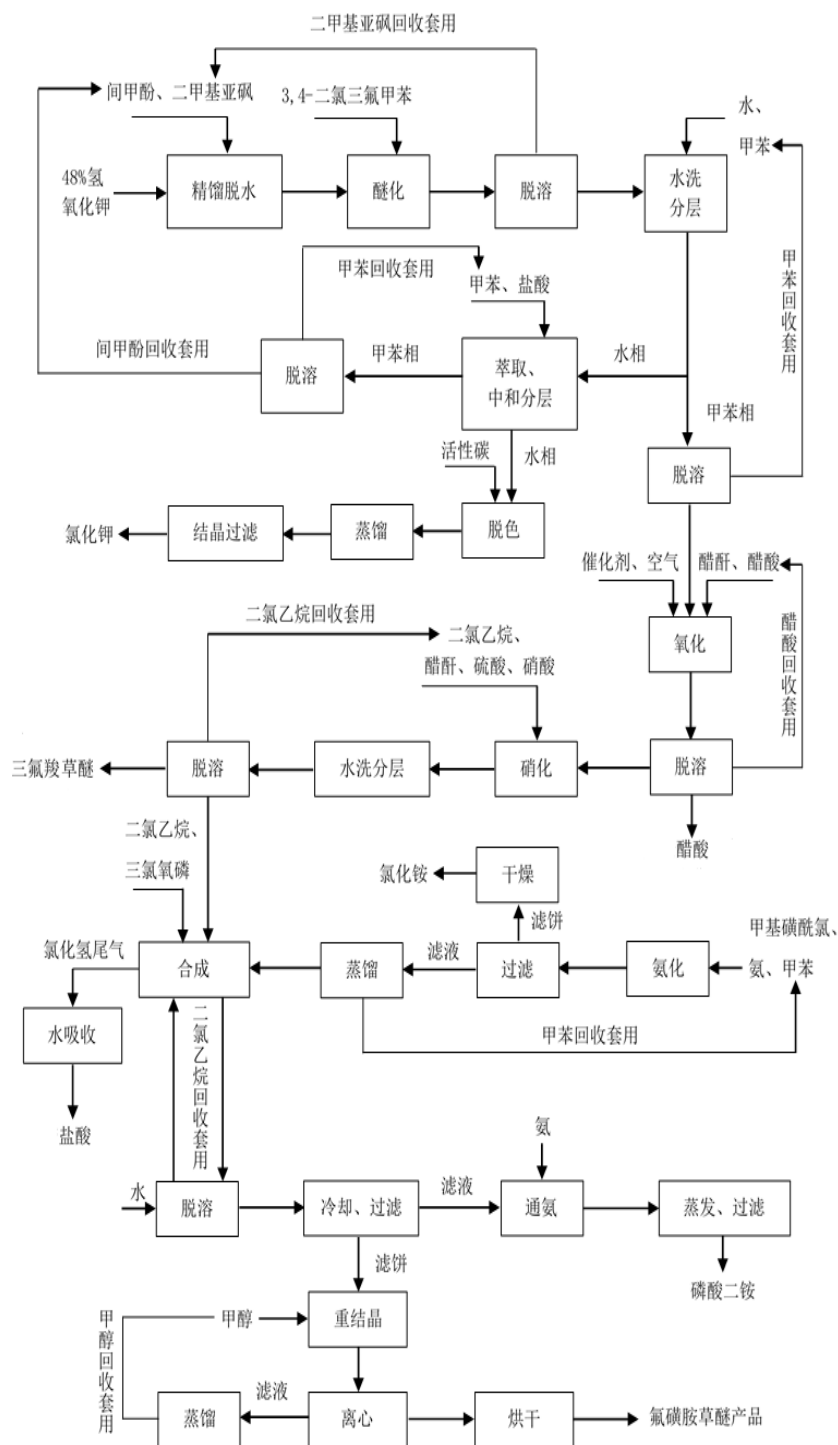 二甲基亚砜回收套用
间甲酚、二甲基亚砜
3,4-二氯三氟甲苯
水、
甲苯
48%氢
氧化钾
精馏脱水
醚化
脱溶
水洗
分层
甲苯回收套用
甲苯、盐酸
甲苯回收套用
间甲酚回收套用
脱溶
甲苯相
萃取、
中和分层
水相
甲苯相
活性碳
水相
脱溶
氯化钾
结晶过滤
蒸馏
脱色
催化剂、空气
醋酐、醋酸
二氯乙烷回收套用
二氯乙烷、
醋酐、硫酸、硝酸
氧化
醋酸回收套用
三氟羧草醚
脱溶
水洗分层
硝化
脱溶
二氯乙烷、
三氯氧磷
醋酸
氯化铵
干燥
滤饼
甲基磺酰氯、
氨、甲苯
氯化氢尾气
合成
蒸馏
滤液
过滤
氨化
水吸收
二氯乙烷回收套用
甲苯回收套用
盐酸
氨
水
脱溶
冷却、过滤
滤液
通氨
蒸发、过滤
滤饼
磷酸二铵
甲醇回收套用
甲醇
重结晶
蒸馏
滤液
离心
烘干
氟磺胺草醚产品